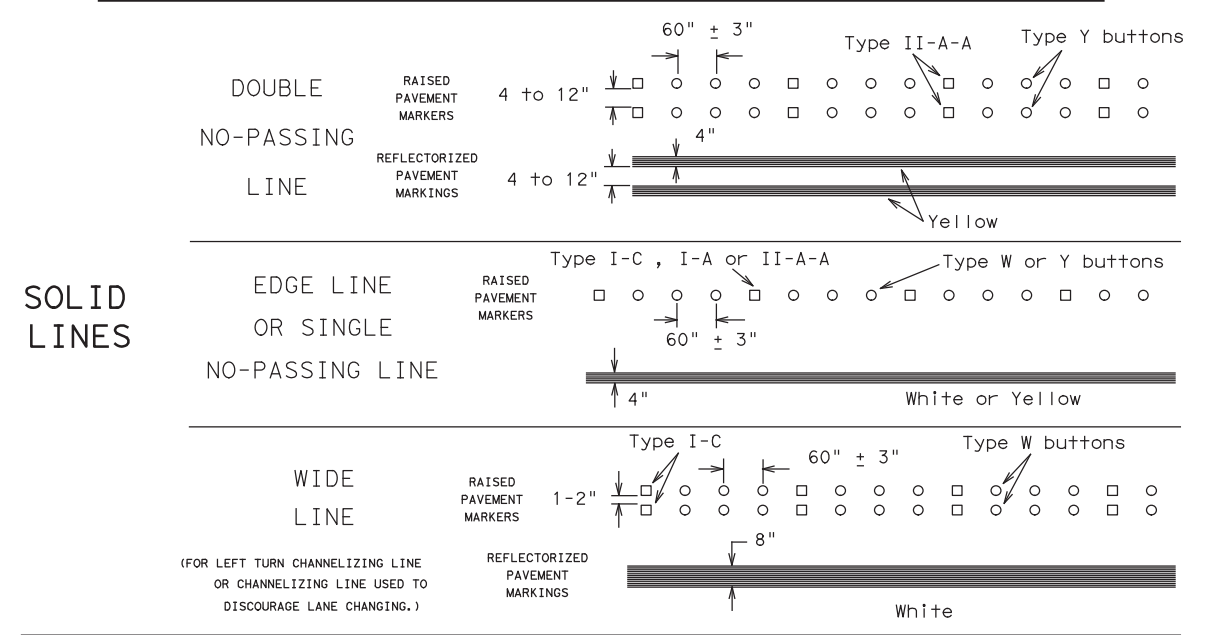 SOLID
LINES
DOUBLE
NO-PASSING
LINE
RAISED
PAVEMENT
MARKERS
4 to 12"
60" ± 3"
Type II-A-A
Type Y buttons
REFLECTORIZED
PAVEMENT
MARKINGS
4 to 12"
4"
Yellow
EDGE LINE
OR SINGLE
NO-PASSING LINE
RAISED
PAVEMENT
MARKERS
Type I-C , I-A or II-A-A
Type W or Y buttons
60" ± 3"
4"
White or Yellow
WIDE
LINE
(FOR LEFT TURN CHANNELIZING LINE
OR CHANNELIZING LINE USED TO
DISCOURAGE LANE CHANGING.)
RAISED
PAVEMENT
MARKERS
1-2"
Type I-C
60" ± 3"
Type W buttons
REFLECTORIZED
PAVEMENT
MARKINGS
8"
White